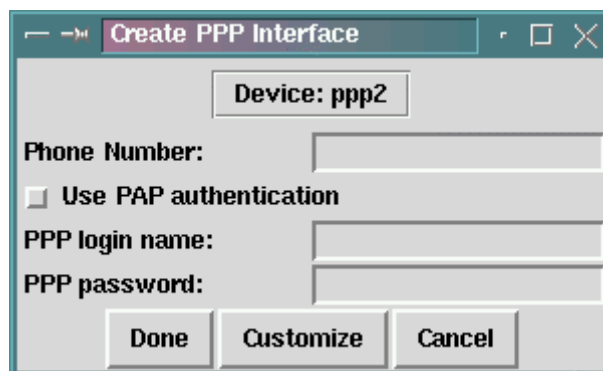 Create PPP Interface
Device: ppp2
Phone Number:
Use PAP authentication
PPP login name:
PPP password:
Done Customize Cancel